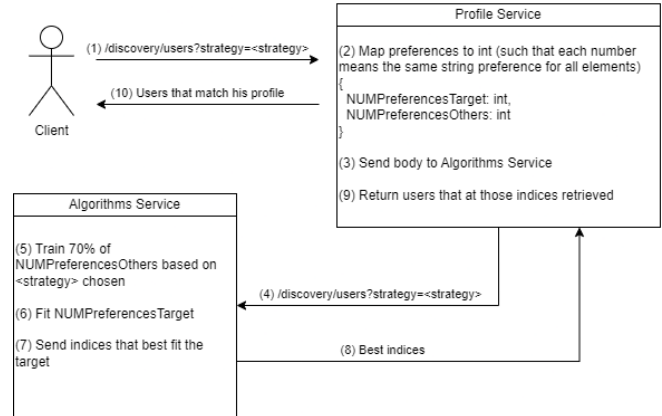 Profile Service
(1) /discovery/users?strategy=<strategy>
(2) Map preferences to int (such that each number
means the same string preference for all elements)
{
NUMPreferencesTarget: int,
NUMPreferencesOthers: int
}
(10) Users that match his profile
Client
(3) Send body to Algorithms Service
(9) Return users that at those indices retrieved
Algorithms Service
(5) Train 70% of
NUMPreferencesOthers based on
<strategy> chosen
(4) /discovery/users?strategy=<strategy>
(6) Fit NUMPreferencesTarget
(7) Send indices that best fit the
target
(8) Best indices